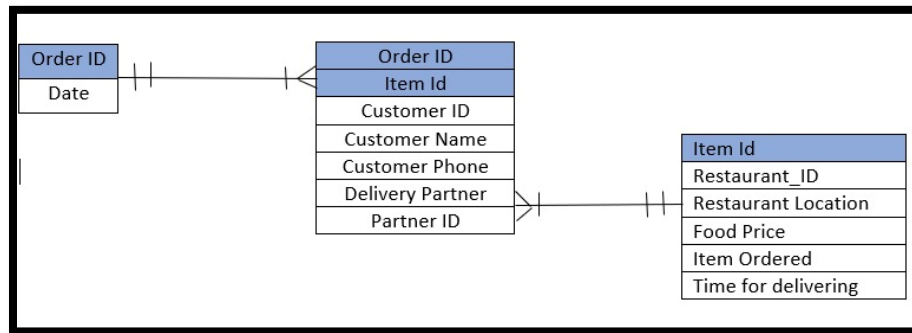 Order ID
Date
Order ID
Item Id
Customer ID
Customer Name
Customer Phone
Delivery Partner
Partner ID
Item Id
Restaurant_ID
Restaurant Location
Food Price
Item Ordered
Time for delivering